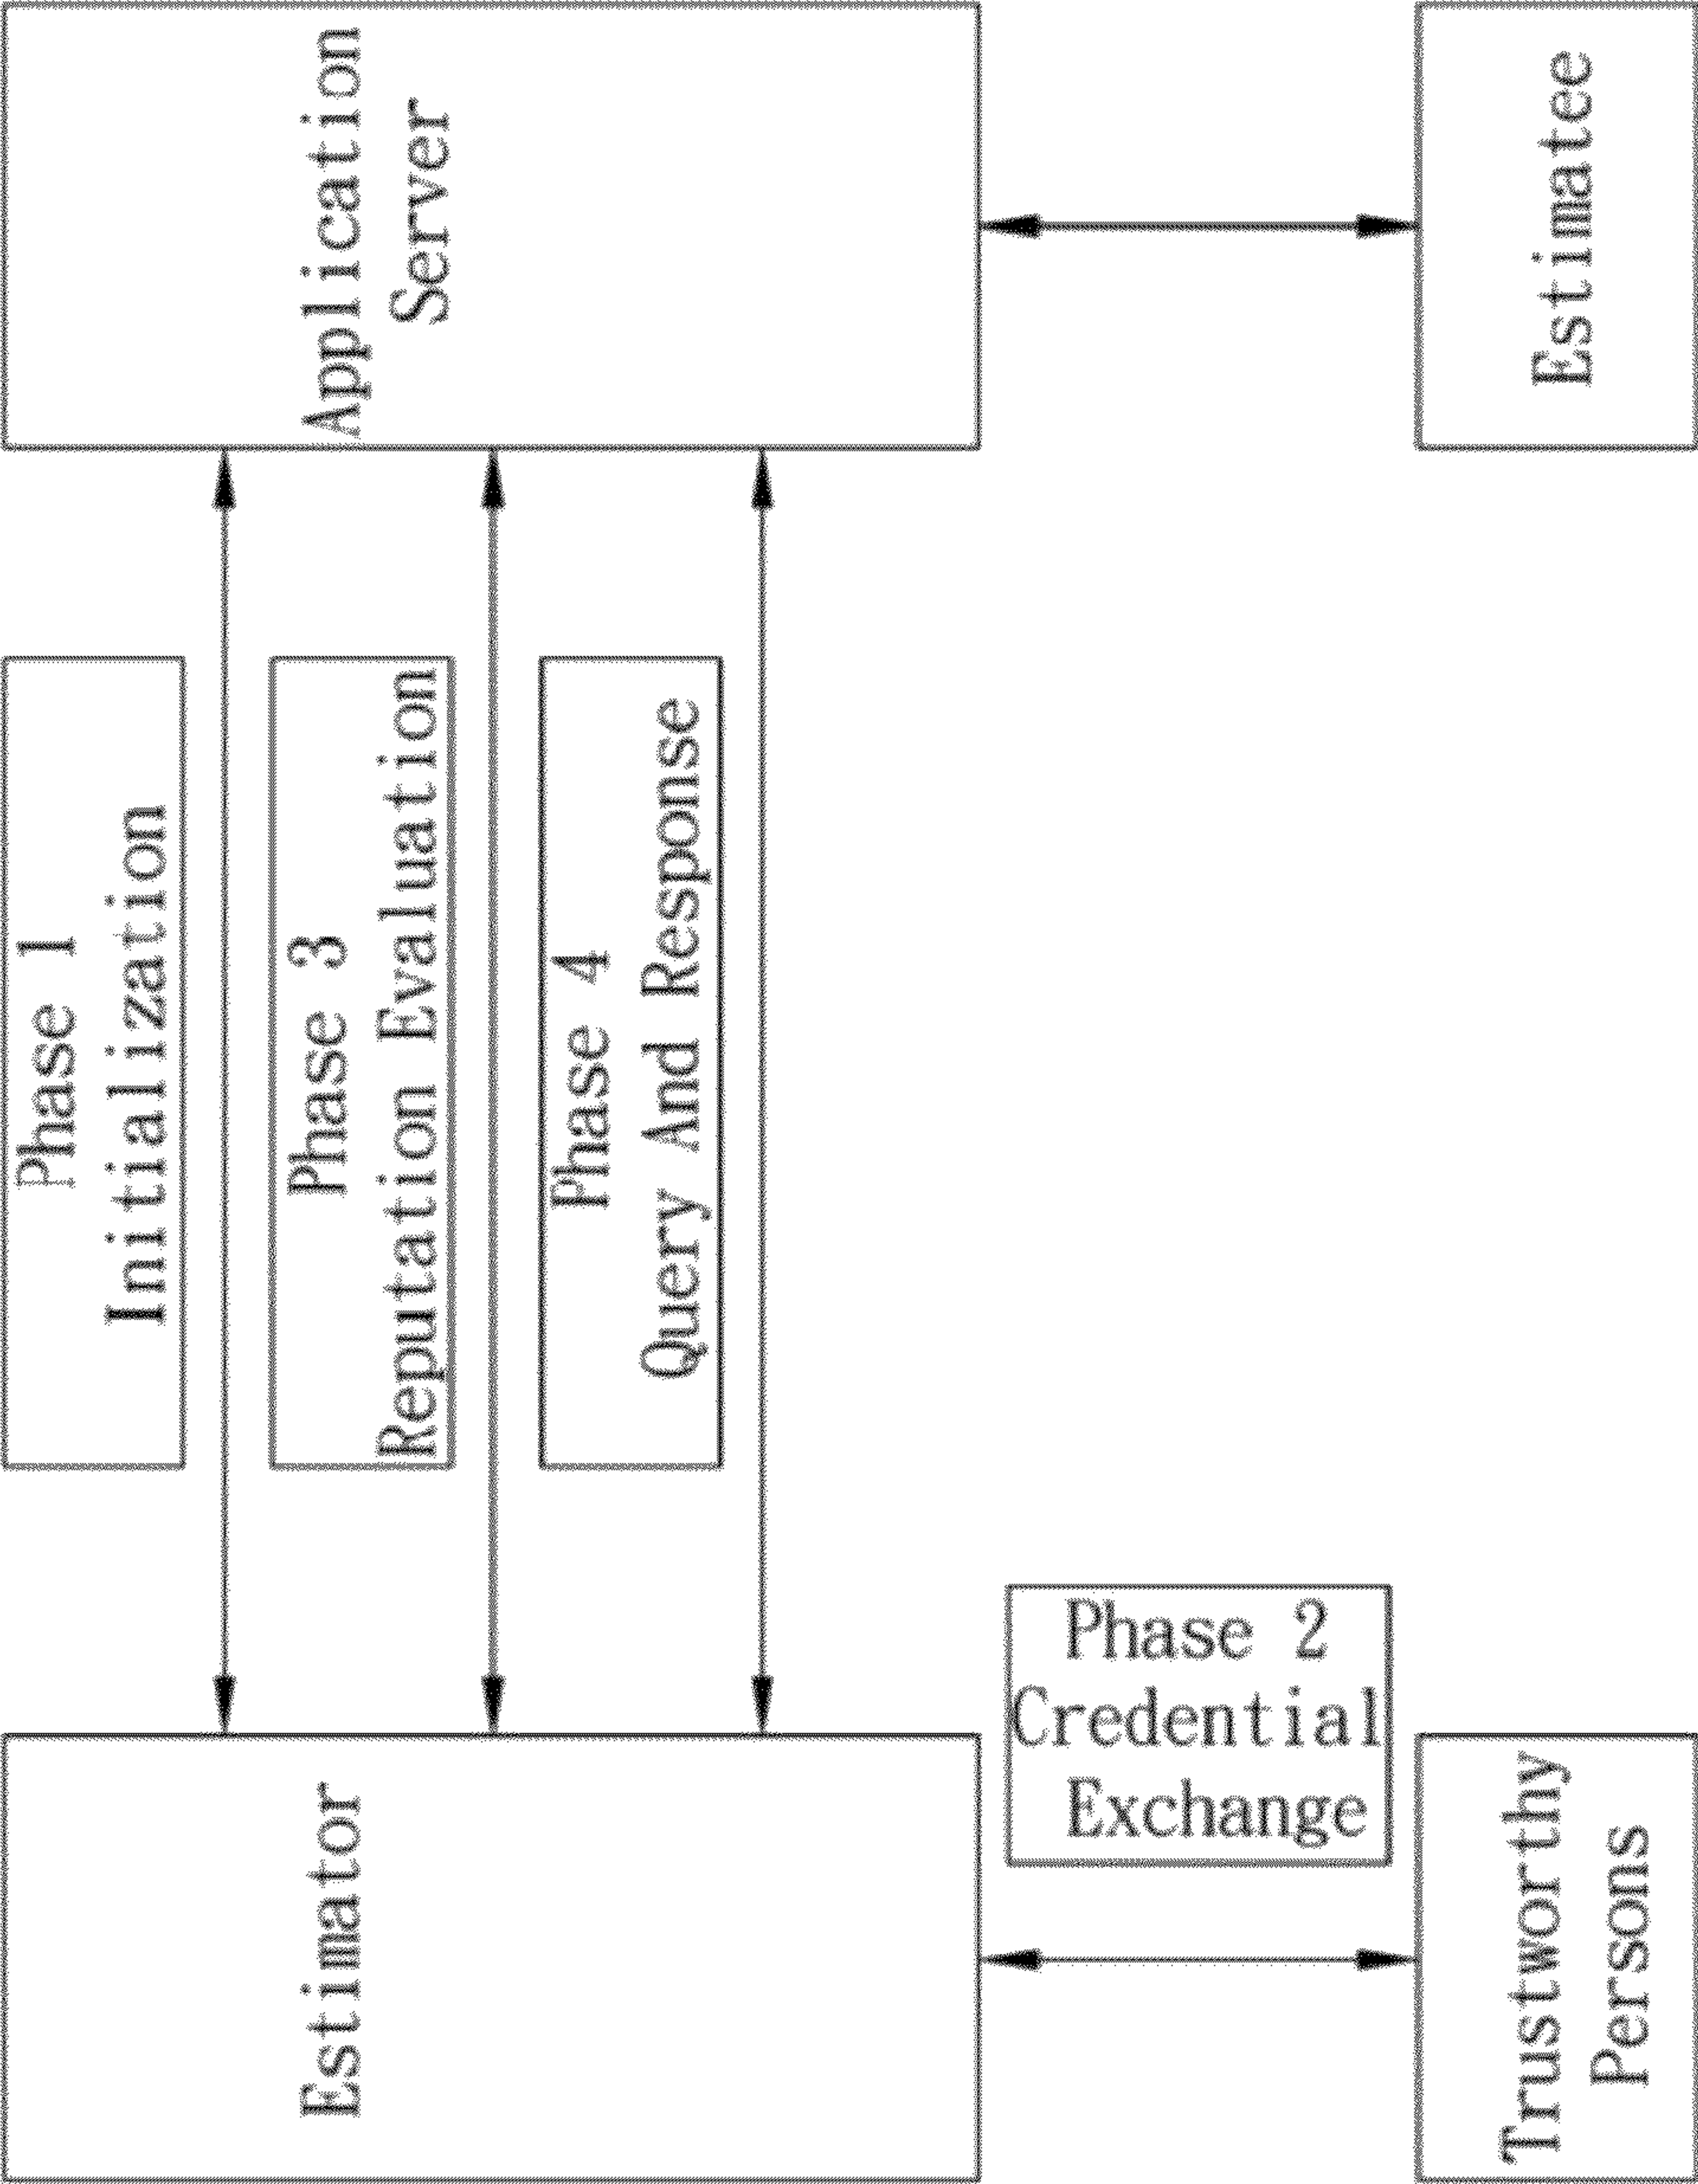 Phase 1
Initialization
Estimator
Application
Server
Phase 3
Reputation Evaluation
Phase 4
Query And Response
Phase 2
Credential
Exchange
Trustworthy
Persons
Estimatee